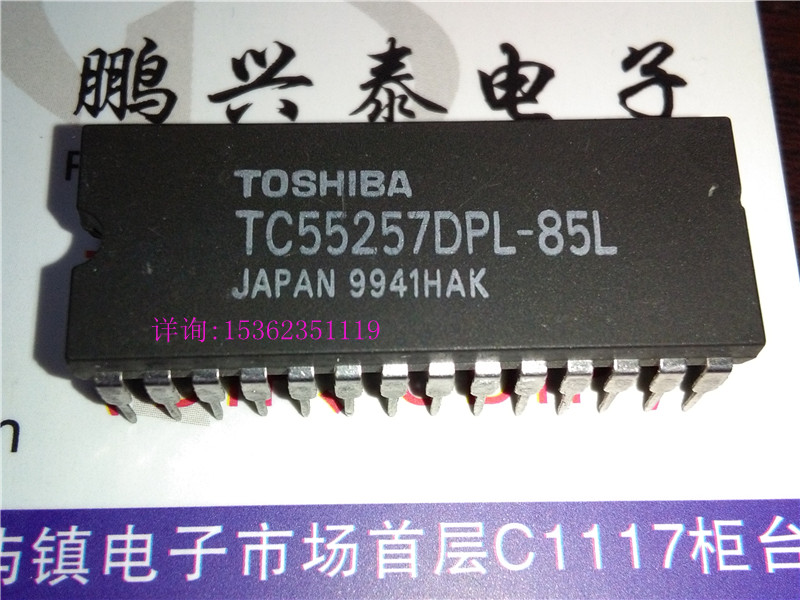 鹏兴泰电子
TOSHIBA
TC55257DPL-85L
JAPAN 9941HAK
详询:15362351119
镇电子市场首层C1117柜台